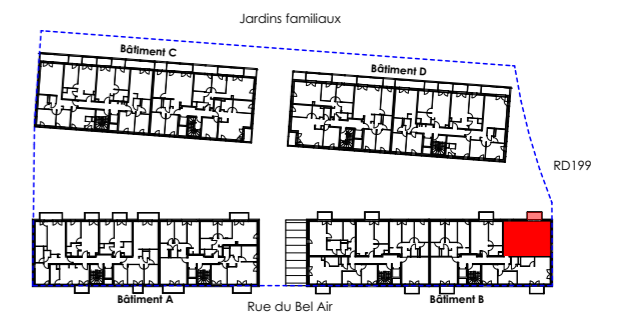 Jardins familiaux
Bâtiment C
Bâtiment D
RD199
Bâtiment A
Bâtiment B
Rue du Bel Air